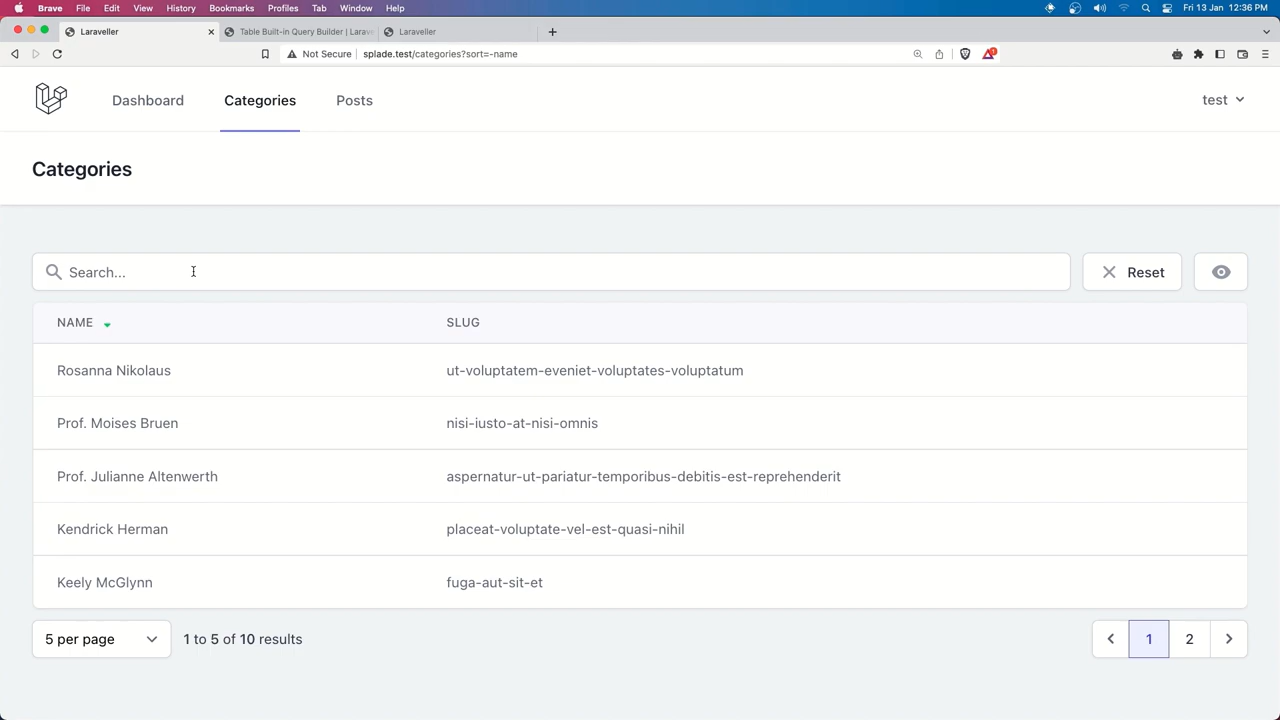 Brave File Edit View History Bookmarks Profiles Tab Window Help Fri 13 Jan 12:36 PM
Laraveller Table Built-in Query Builder | Larave Laraveller
Not Secure splade.test/categories?sort=-name
Dashboard Categories Posts test
Categories
Search... Reset
NAME SLUG
Rosanna Nikolaus ut-voluptatem-eveniet-voluptates-voluptatum
Prof. Moises Bruen nisi-iusto-at-nisi-omnis
Prof. Julianne Altenwerth aspernatur-ut-pariatur-temporibus-debitis-est-reprehenderit
Kendrick Herman placeat-voluptate-vel-est-quasi-nihil
Keely McGlynn fuga-aut-sit-et
5 per page 1 to 5 of 10 results 1 2